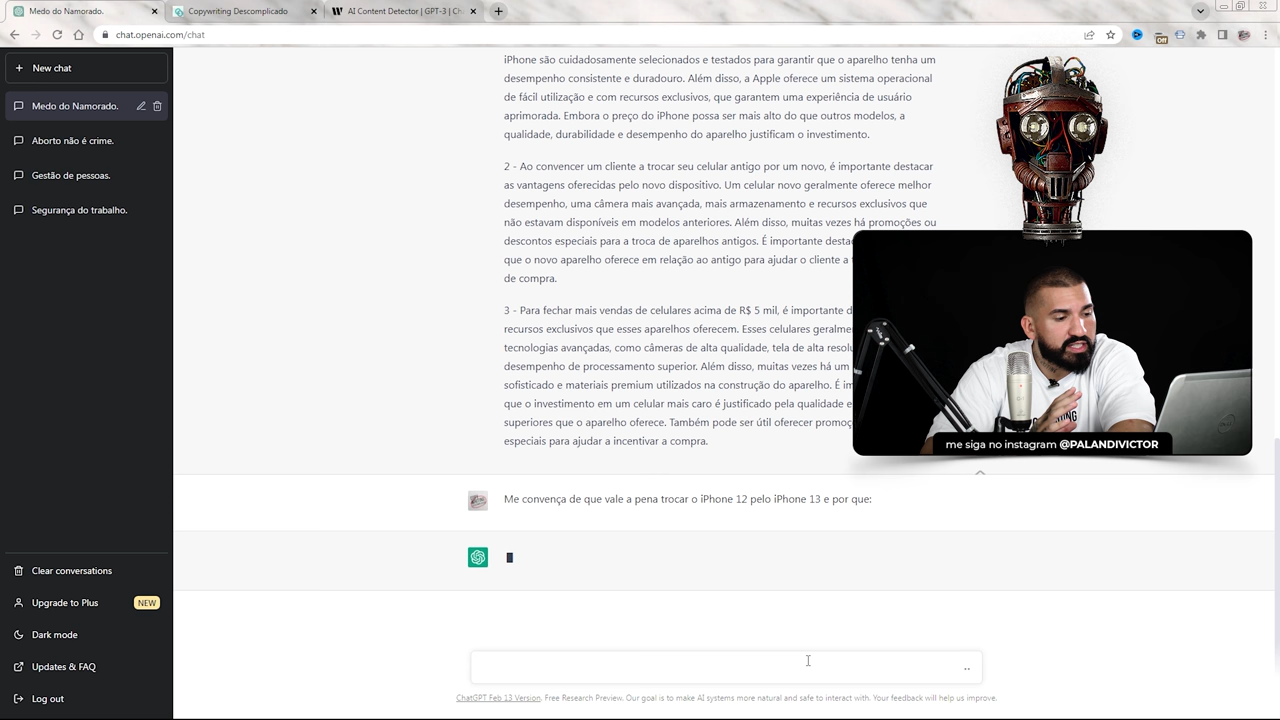 Medo do Namorado.
Copywriting Descomplicado
AI Content Detector | GPT-3 | Ch
chat.openai.com/chat
Off
New chat
Medo do Namorado.
Aborto não é crime.
Gestão de pessoas.
Segurança do trabalho.
Clear conversations
Upgrade to Plus
NEW
Dark mode
Updates & FAQ
Log out
iPhone são cuidadosamente selecionados e testados para garantir que o aparelho tenha um
desempenho consistente e duradouro. Além disso, a Apple oferece um sistema operacional
de fácil utilização e com recursos exclusivos, que garantem uma experiência de usuário
aprimorada. Embora o preço do iPhone possa ser mais alto do que outros modelos, a
qualidade, durabilidade e desempenho do aparelho justificam o investimento.
2 - Ao convencer um cliente a trocar seu celular antigo por um novo, é importante destacar
as vantagens oferecidas pelo novo dispositivo. Um celular novo geralmente oferece melhor
desempenho, uma câmera mais avançada, mais armazenamento e recursos exclusivos que
não estavam disponíveis em modelos anteriores. Além disso, muitas vezes há promoções ou
descontos especiais para a troca de aparelhos antigos. É importante desta
que o novo aparelho oferece em relação ao antigo para ajudar o cliente a
de compra.
3 - Para fechar mais vendas de celulares acima de R$ 5 mil, é importante d
recursos exclusivos que esses aparelhos oferecem. Esses celulares geralme
tecnologias avançadas, como câmeras de alta qualidade, tela de alta resol
desempenho de processamento superior. Além disso, muitas vezes há um
sofisticado e materiais premium utilizados na construção do aparelho. É im
que o investimento em um celular mais caro é justificado pela qualidade e
superiores que o aparelho oferece. Também pode ser útil oferecer promoç
especiais para ajudar a incentivar a compra.
me siga no instagram @PALANDIVICTOR
Me convença de que vale a pena trocar o iPhone 12 pelo iPhone 13 e por que:
ChatGPT Feb 13 Version. Free Research Preview. Our goal is to make AI systems more natural and safe to interact with. Your feedback will help us improve.